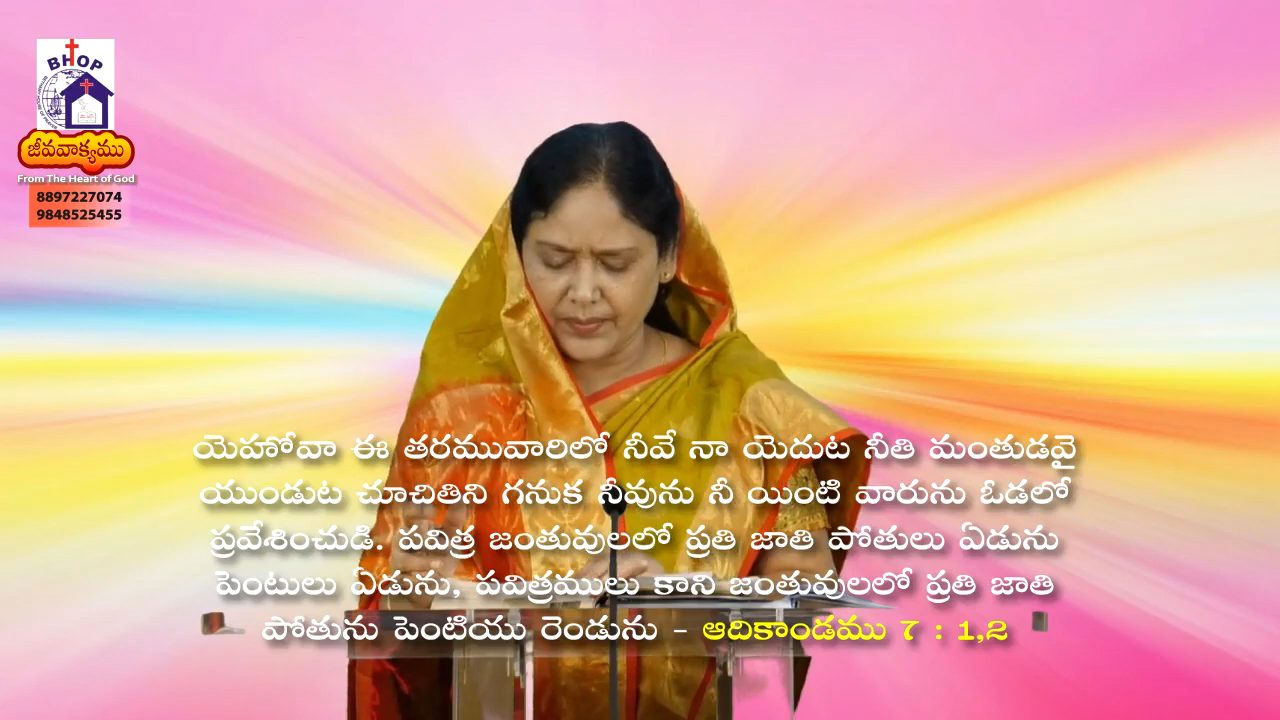 BHOP
జీవవాక్యము
From The Heart of God
8897227074
9848525455
యెహోవా ఈ తరమువారిలో నీవే నా యెదుట నీతి మంతుడవై
యుండుట చూచితిని గనుక నీవును నీ యింటి వారును ఓడలో
ప్రవేశించుడి. పవిత్ర జంతువులలో ప్రతి జాతి పోతులు ఏడును
పెంటులు ఏడును, పవిత్రములు కాని జంతువులలో ప్రతి జాతి
పోతును పెంటియు రెండును - ఆదికాండము 7 : 1,2